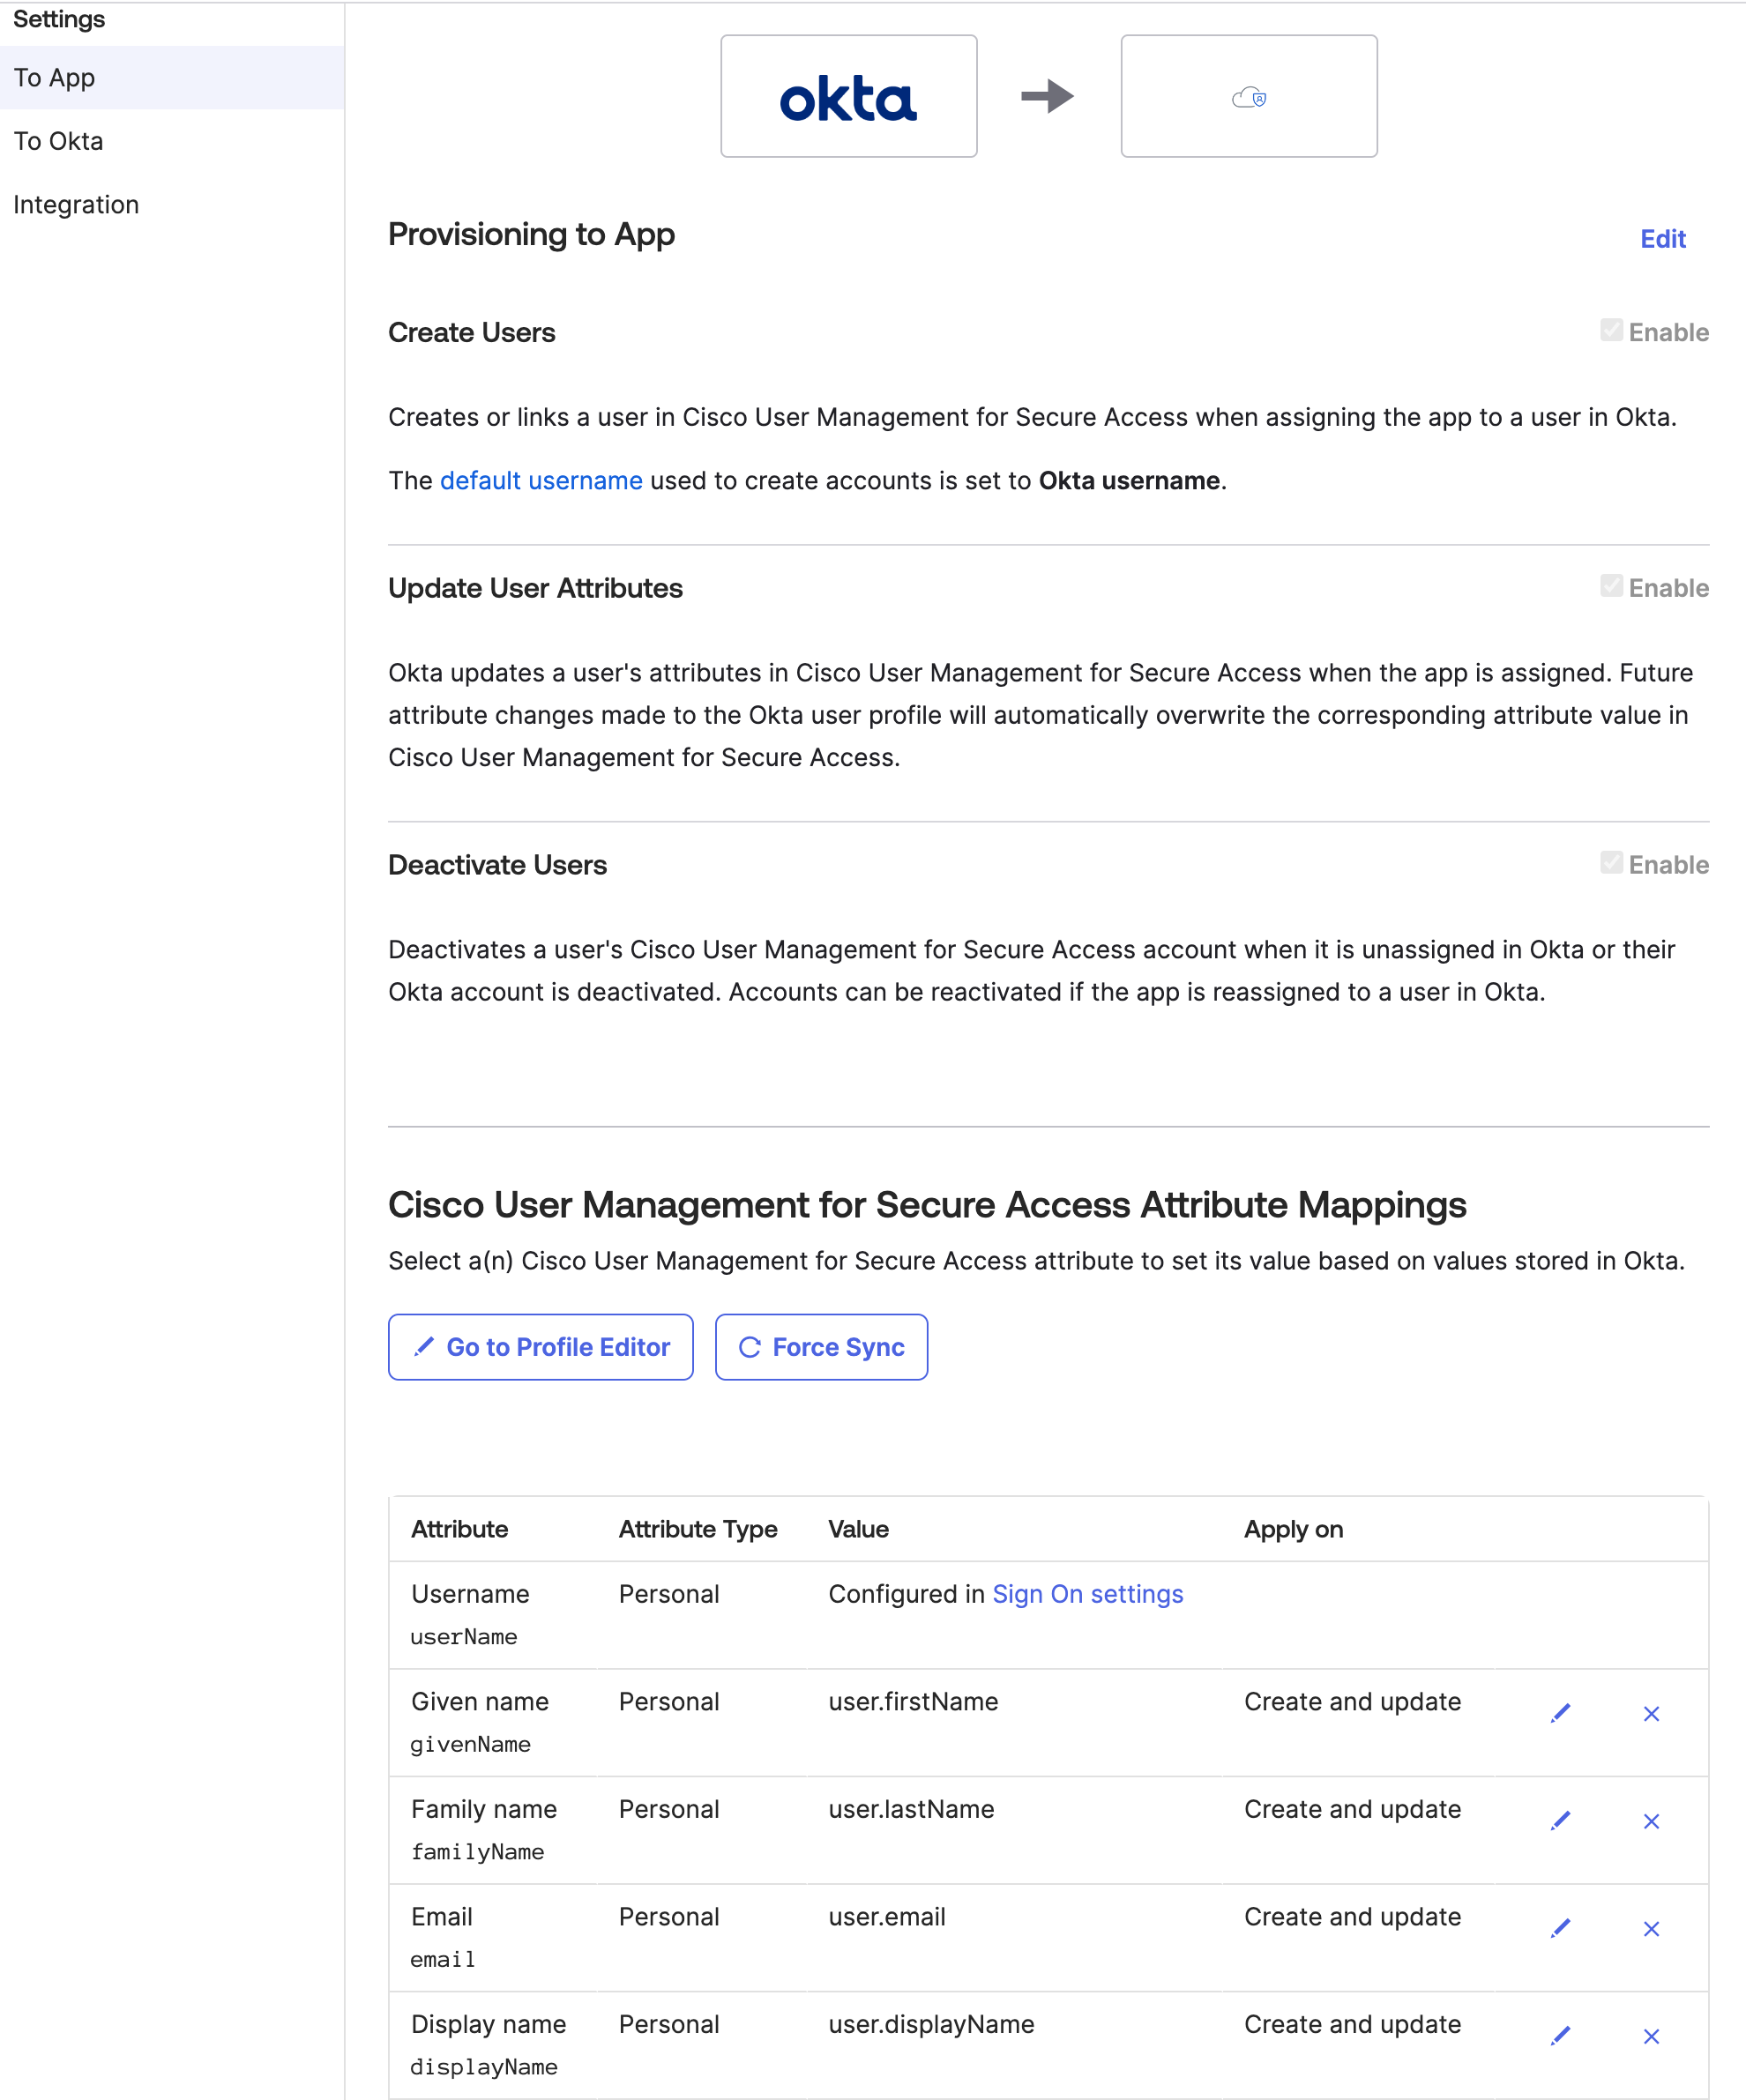 Settings
To App
To Okta
Integration
okta
Provisioning to App
Edit
Create Users
Enable
Creates or links a user in Cisco User Management for Secure Access when assigning the app to a user in Okta.
The default username used to create accounts is set to Okta username.
Update User Attributes
Enable
Okta updates a user's attributes in Cisco User Management for Secure Access when the app is assigned. Future
attribute changes made to the Okta user profile will automatically overwrite the corresponding attribute value in
Cisco User Management for Secure Access.
Deactivate Users
Enable
Deactivates a user's Cisco User Management for Secure Access account when it is unassigned in Okta or their
Okta account is deactivated. Accounts can be reactivated if the app is reassigned to a user in Okta.
Cisco User Management for Secure Access Attribute Mappings
Select a(n) Cisco User Management for Secure Access attribute to set its value based on values stored in Okta.
Go to Profile Editor
Force Sync
Attribute Attribute Type Value Apply on
Username Personal Configured in Sign On settings
userName
Given name Personal user.firstName Create and update
givenName
Family name Personal user.lastName Create and update
familyName
Email Personal user.email Create and update
email
Display name Personal user.displayName Create and update
displayName